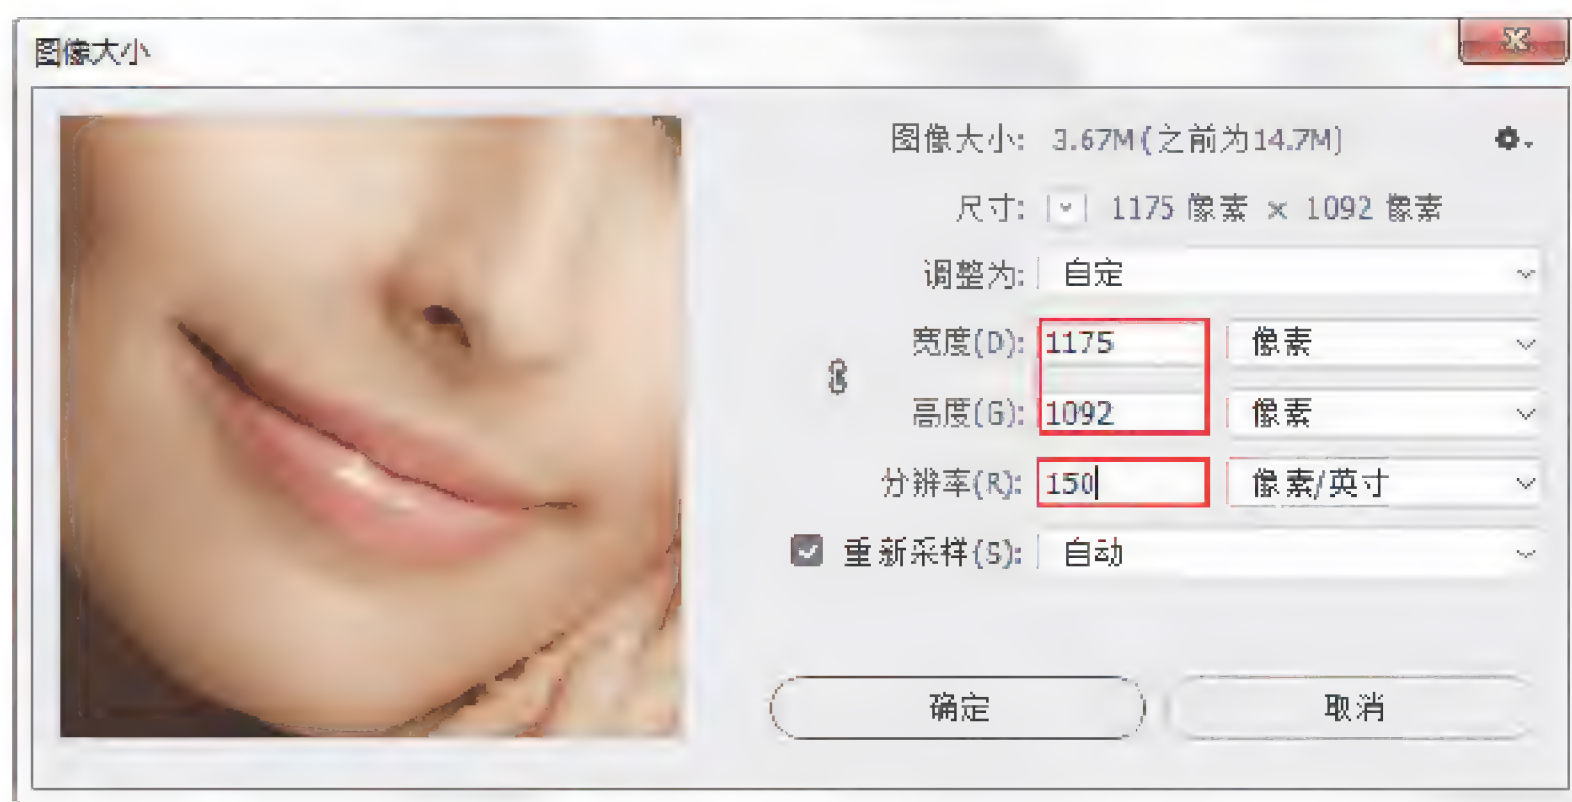 图像大小
图像大小: 3.67M(之前为14.7M)
尺寸: 1175 像素 × 1092 像素
调整为: 自定
宽度(D): 1175 像素
高度(G): 1092 像素
分辨率(R): 150 像素/英寸
重新采样(S): 自动
确定 取消